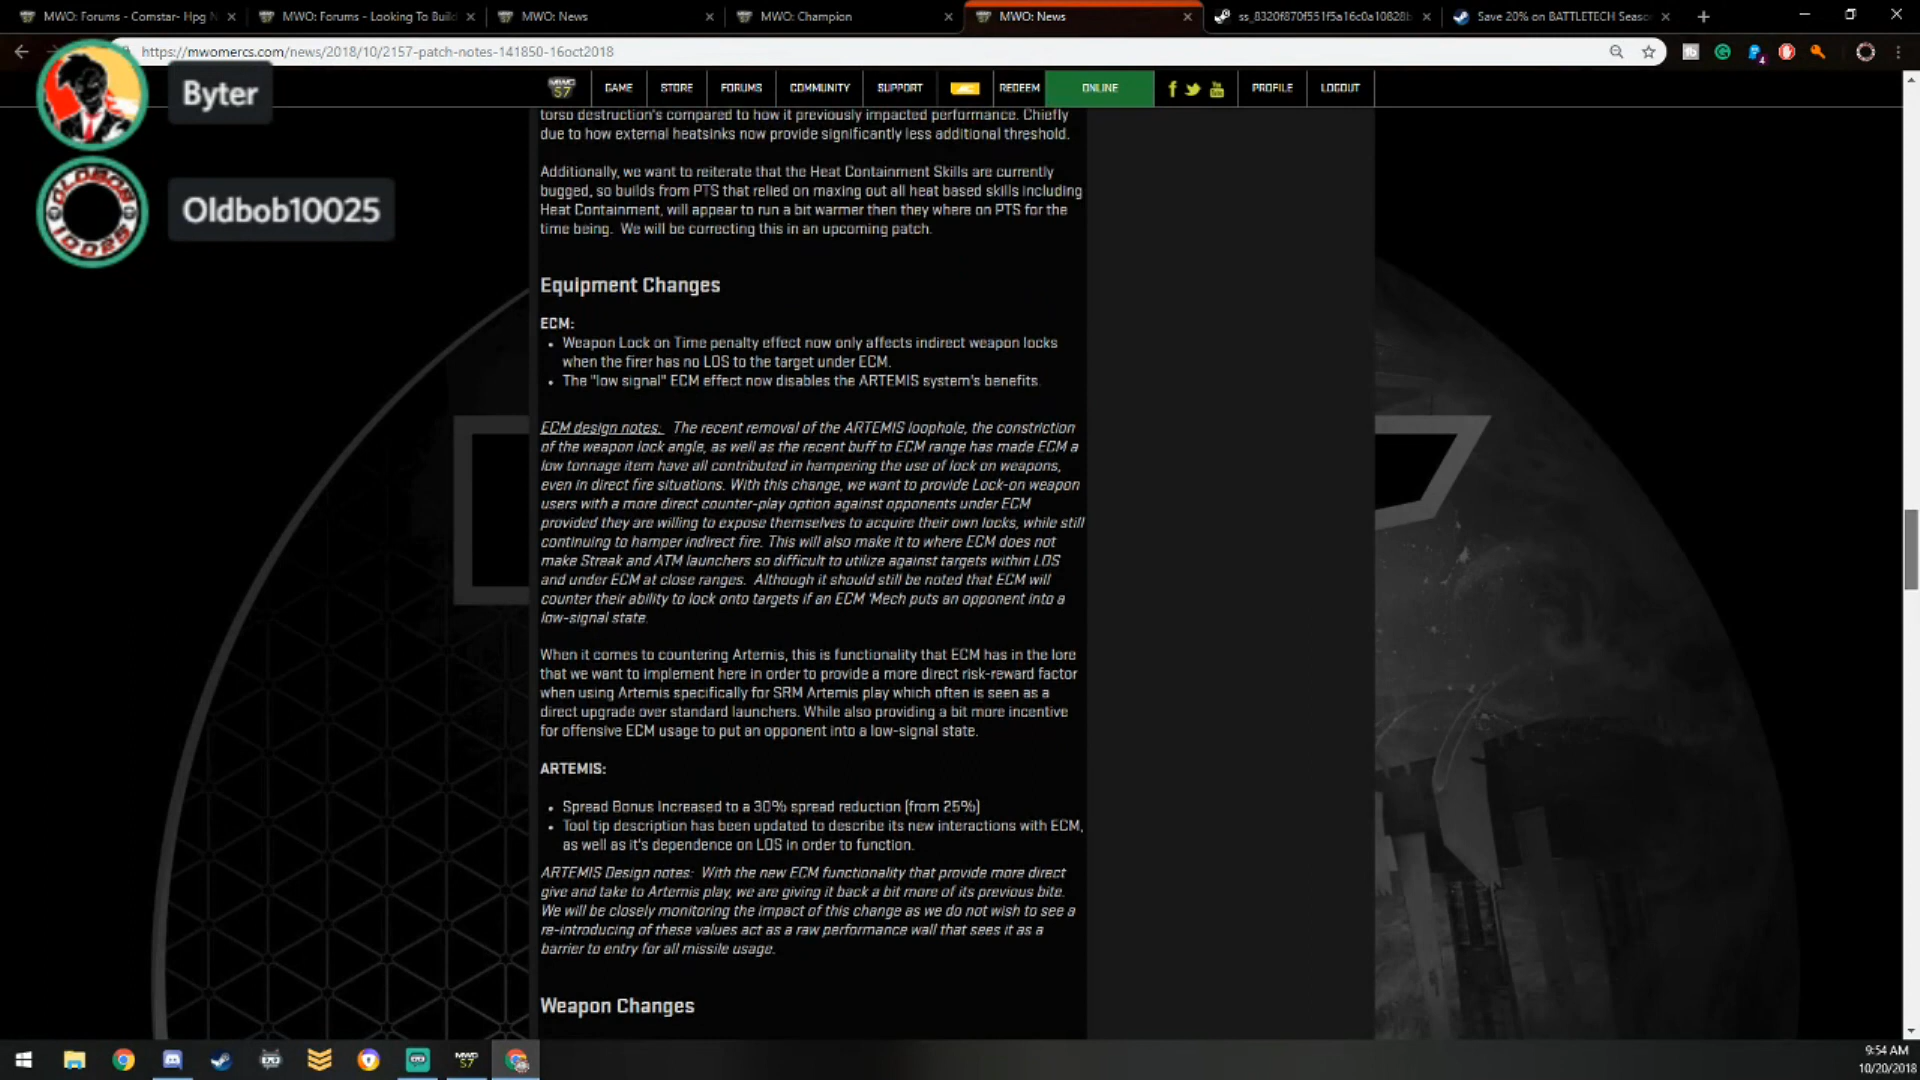 MWO: Forums - Comstar- Hpg N
MWO: Forums - Looking To Build
MWO: News
MWO: Champion
MWO: News
ss_8320f870f551f5a16c0a10828b
Save 20% on BATTLETECH Seaso
https://mwomercs.com/news/2018/10/2157-patch-notes-141850-16oct2018
Byter
Oldbob10025
GAME STORE FORUMS COMMUNITY SUPPORT REDEEM ONLINE PROFILE LOGOUT
torso destruction's compared to how it previously impacted performance. Chiefly
due to how external heatsinks now provide significantly less additional threshold.
Additionally, we want to reiterate that the Heat Containment Skills are currently
bugged, so builds from PTS that relied on maxing out all heat based skills including
Heat Containment, will appear to run a bit warmer then they where on PTS for the
time being. We will be correcting this in an upcoming patch.
Equipment Changes
ECM:
• Weapon Lock on Time penalty effect now only affects indirect weapon locks
when the firer has no LOS to the target under ECM.
• The "low signal" ECM effect now disables the ARTEMIS system's benefits.
ECM design notes: The recent removal of the ARTEMIS loophole, the constriction
of the weapon lock angle, as well as the recent buff to ECM range has made ECM a
low tonnage item have all contributed in hampering the use of lock on weapons,
even in direct fire situations. With this change, we want to provide Lock-on weapon
users with a more direct counter-play option against opponents under ECM
provided they are willing to expose themselves to acquire their own locks, while still
continuing to hamper indirect fire. This will also make it to where ECM does not
make Streak and ATM launchers so difficult to utilize against targets within LOS
and under ECM at close ranges. Although it should still be noted that ECM will
counter their ability to lock onto targets if an ECM 'Mech puts an opponent into a
low-signal state.
When it comes to countering Artemis, this is functionality that ECM has in the lore
that we want to implement here in order to provide a more direct risk-reward factor
when using Artemis specifically for SRM Artemis play which often is seen as a
direct upgrade over standard launchers. While also providing a bit more incentive
for offensive ECM usage to put an opponent into a low-signal state.
ARTEMIS:
• Spread Bonus Increased to a 30% spread reduction (from 25%)
• Tool tip description has been updated to describe its new interactions with ECM,
as well as it's dependence on LOS in order to function.
ARTEMIS Design notes: With the new ECM functionality that provide more direct
give and take to Artemis play, we are giving it back a bit more of its previous bite.
We will be closely monitoring the impact of this change as we do not wish to see a
re-introducing of these values act as a raw performance wall that sees it as a
barrier to entry for all missile usage.
Weapon Changes
9:54 AM
10/20/2018